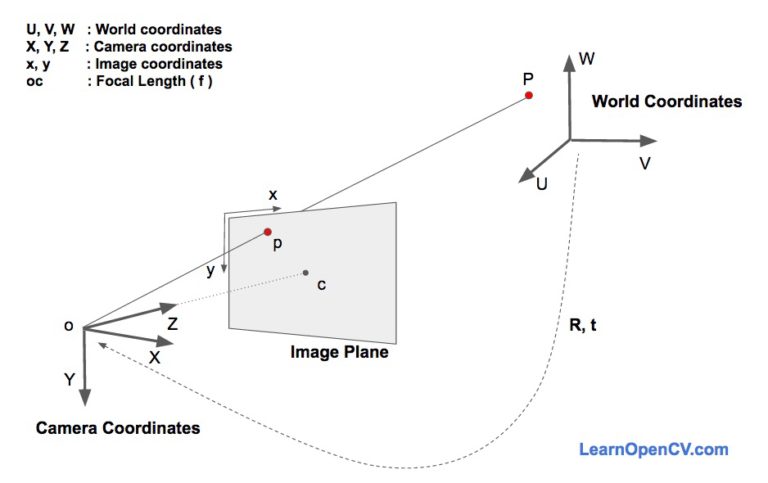 U, V, W : World coordinates
X, Y, Z : Camera coordinates
x, y : Image coordinates
oc : Focal Length ( f )
W
P
World Coordinates
V
U
x
p
y
c
o
Z
X
R, t
Image Plane
Y
Camera Coordinates
LearnOpenCV.com